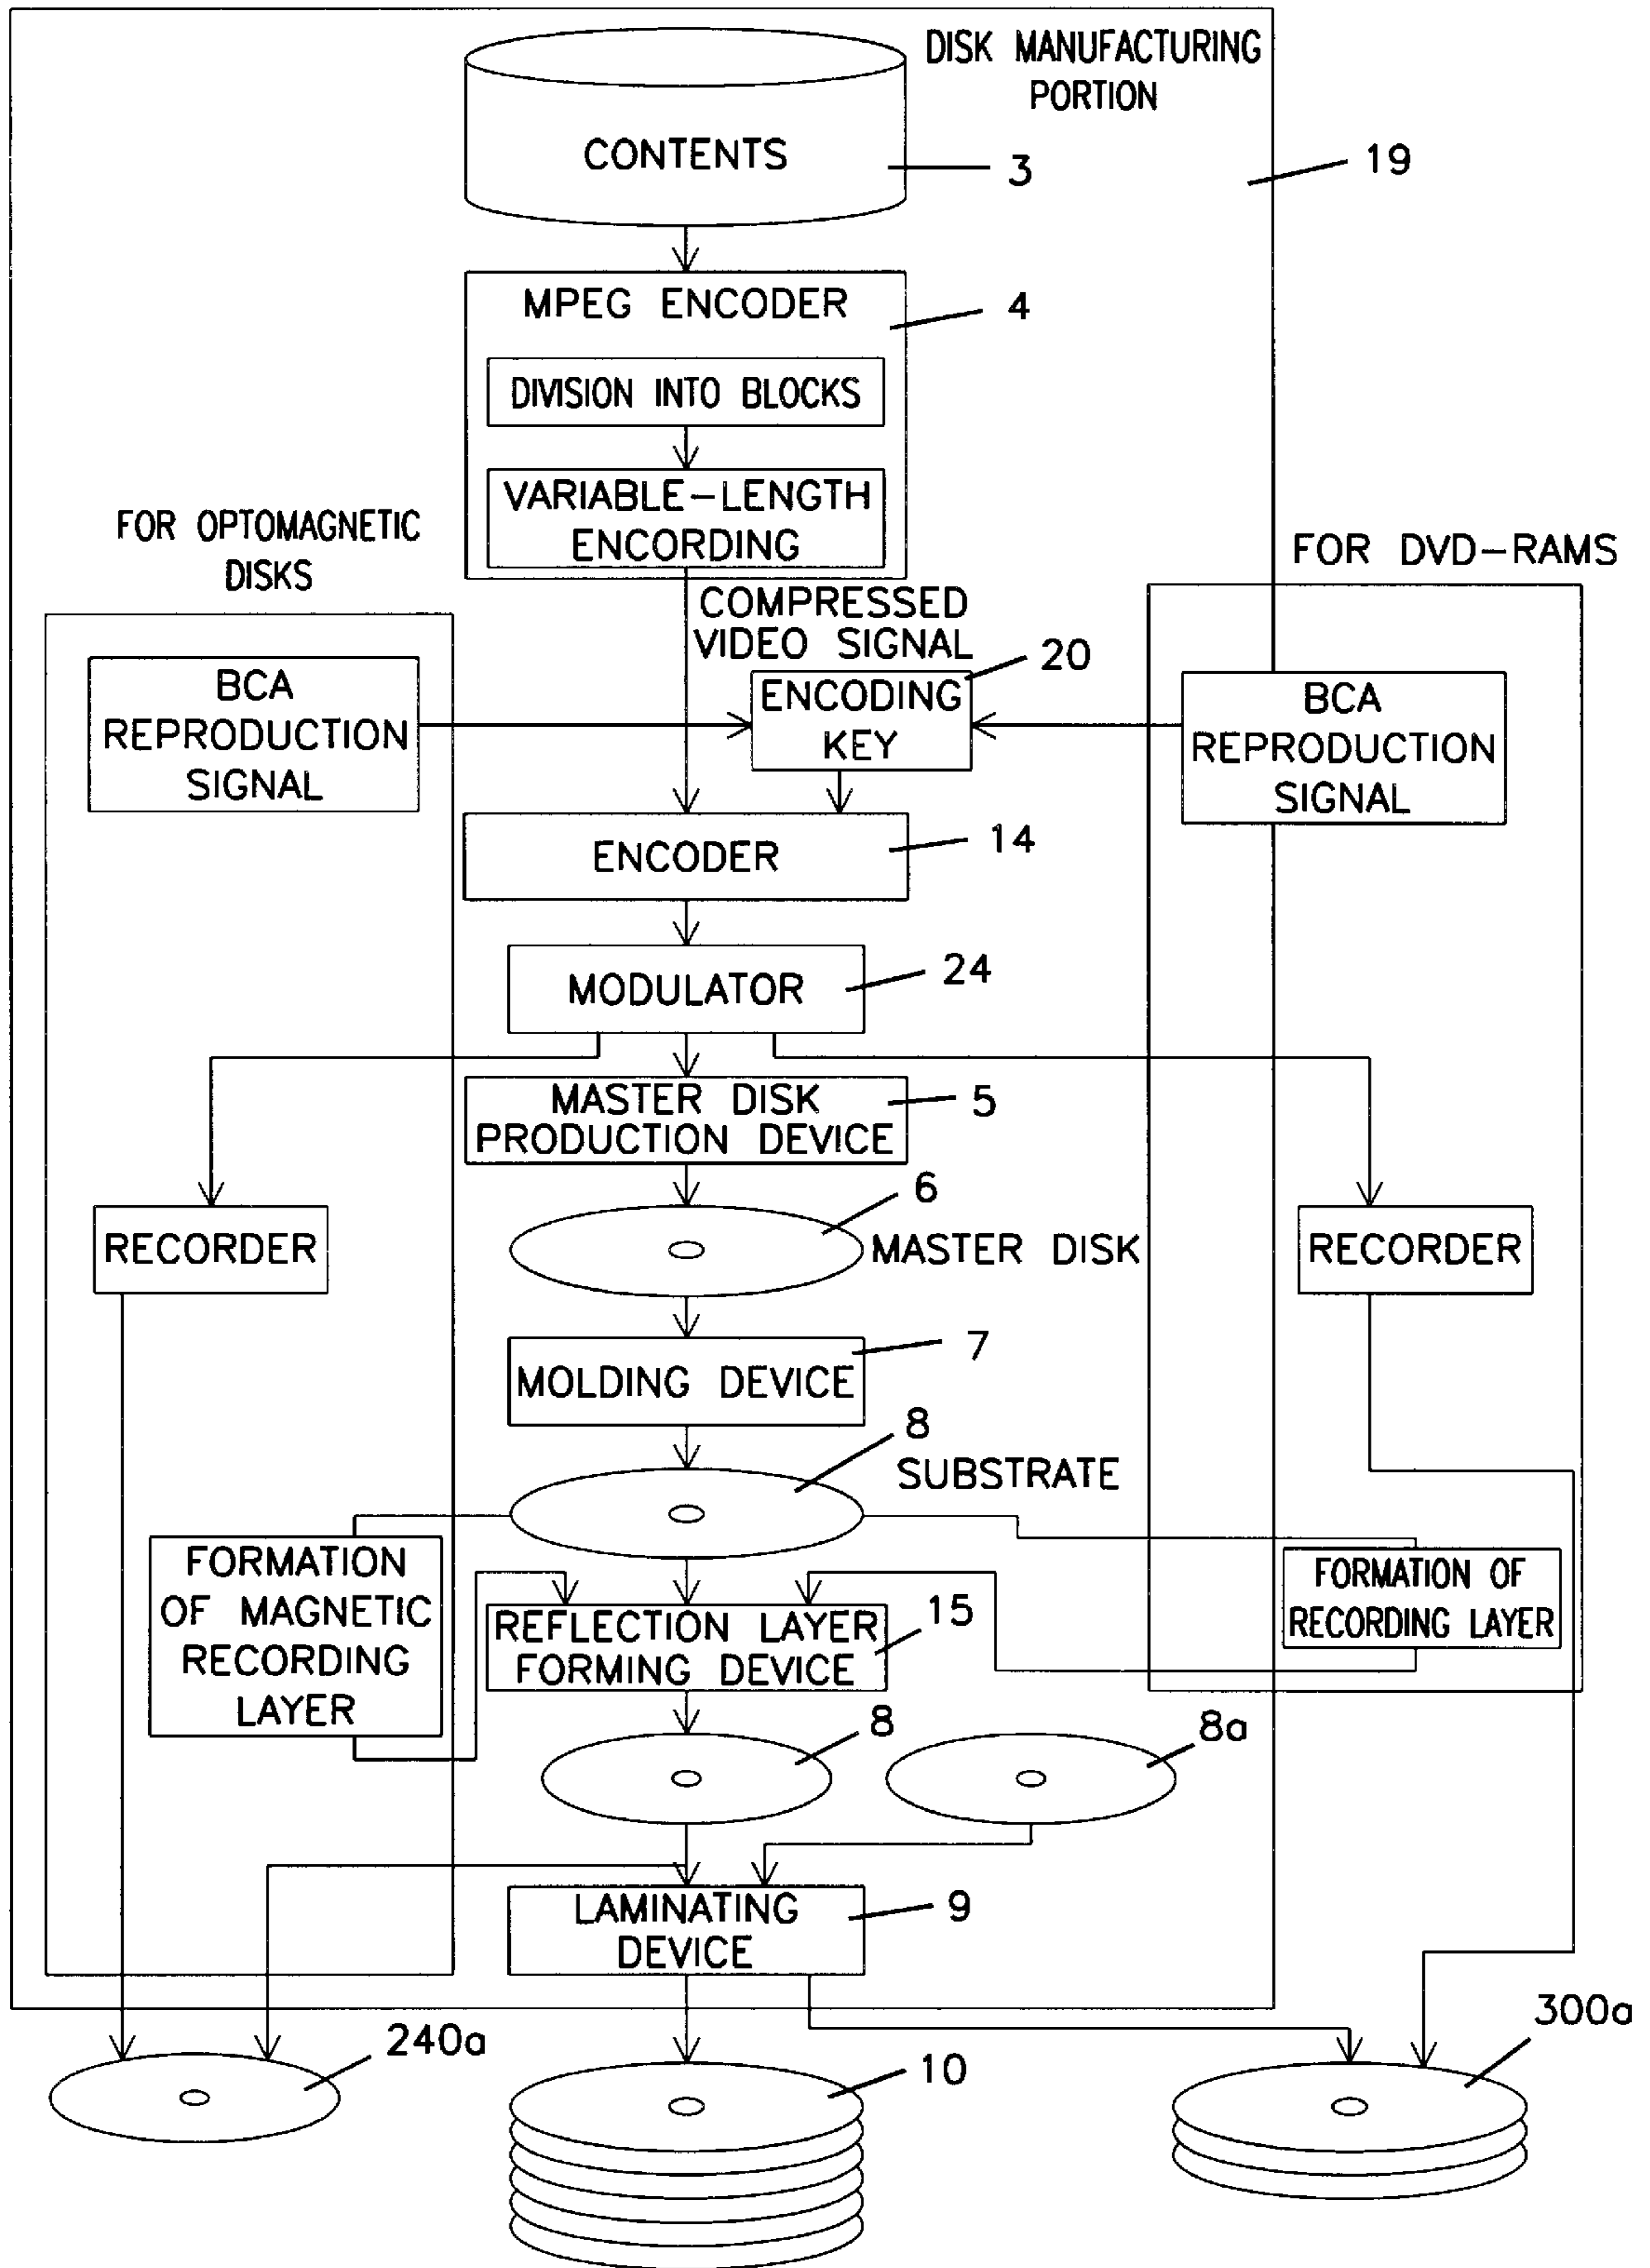 DISK MANUFACTURING
PORTION
CONTENTS
3
19
MPEG ENCODER
4
DIVISION INTO BLOCKS
VARIABLE-LENGTH
ENCORDING
FOR OPTOMAGNETIC
DISKS
FOR DVD-RAMS
COMPRESSED
VIDEO SIGNAL
20
BCA
REPRODUCTION
SIGNAL
ENCODING
KEY
BCA
REPRODUCTION
SIGNAL
ENCODER
14
MODULATOR
24
MASTER DISK
PRODUCTION DEVICE
5
6
RECORDER
MASTER DISK
RECORDER
7
MOLDING DEVICE
8
SUBSTRATE
FORMATION
OF MAGNETIC
RECORDING
LAYER
FORMATION OF
RECORDING LAYER
REFLECTION LAYER
FORMING DEVICE
15
8
8a
LAMINATING
DEVICE
9
240a
10
300a